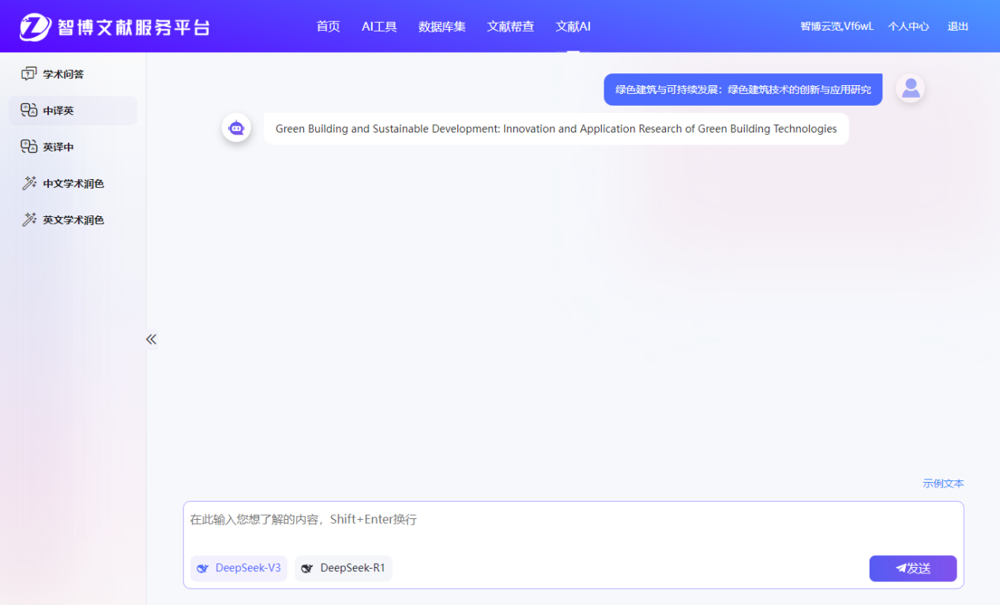 智博文献服务平台
首页 AI工具 数据库集 文献帮查 文献AI
智博云览,Vf6wL 个人中心 退出
学术问答
中译英
英译中
中文学术润色
英文学术润色
绿色建筑与可持续发展：绿色建筑技术的创新与应用研究
Green Building and Sustainable Development: Innovation and Application Research of Green Building Technologies
示例文本
在此输入您想了解的内容，Shift+Enter换行
DeepSeek-V3 DeepSeek-R1 发送